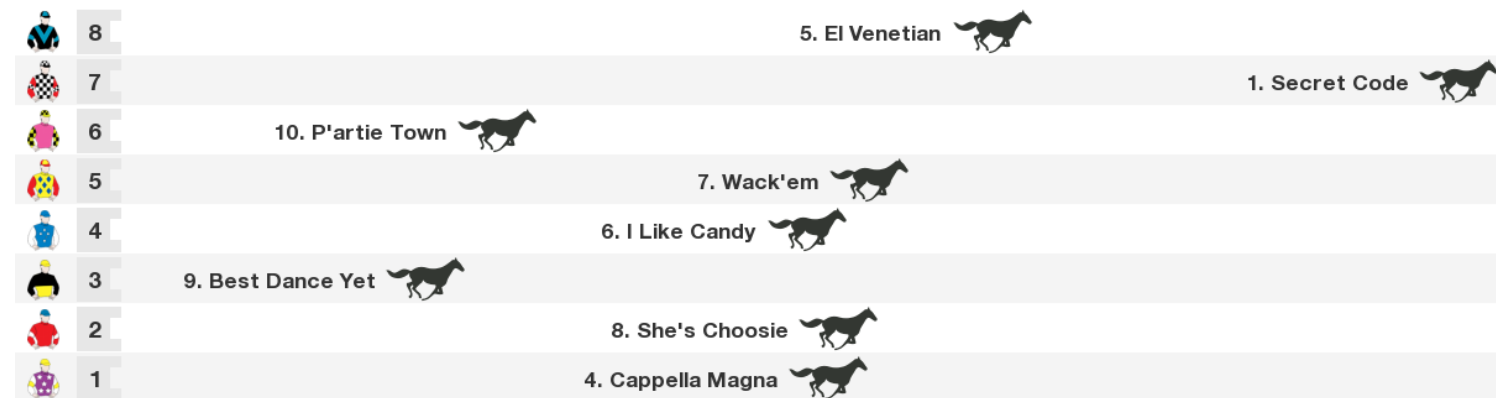 8 5. El Venetian
7 1. Secret Code
6 10. P'artie Town
5 7. Wack'em
4 6. I Like Candy
3 9. Best Dance Yet
2 8. She's Choosie
1 4. Cappella Magna